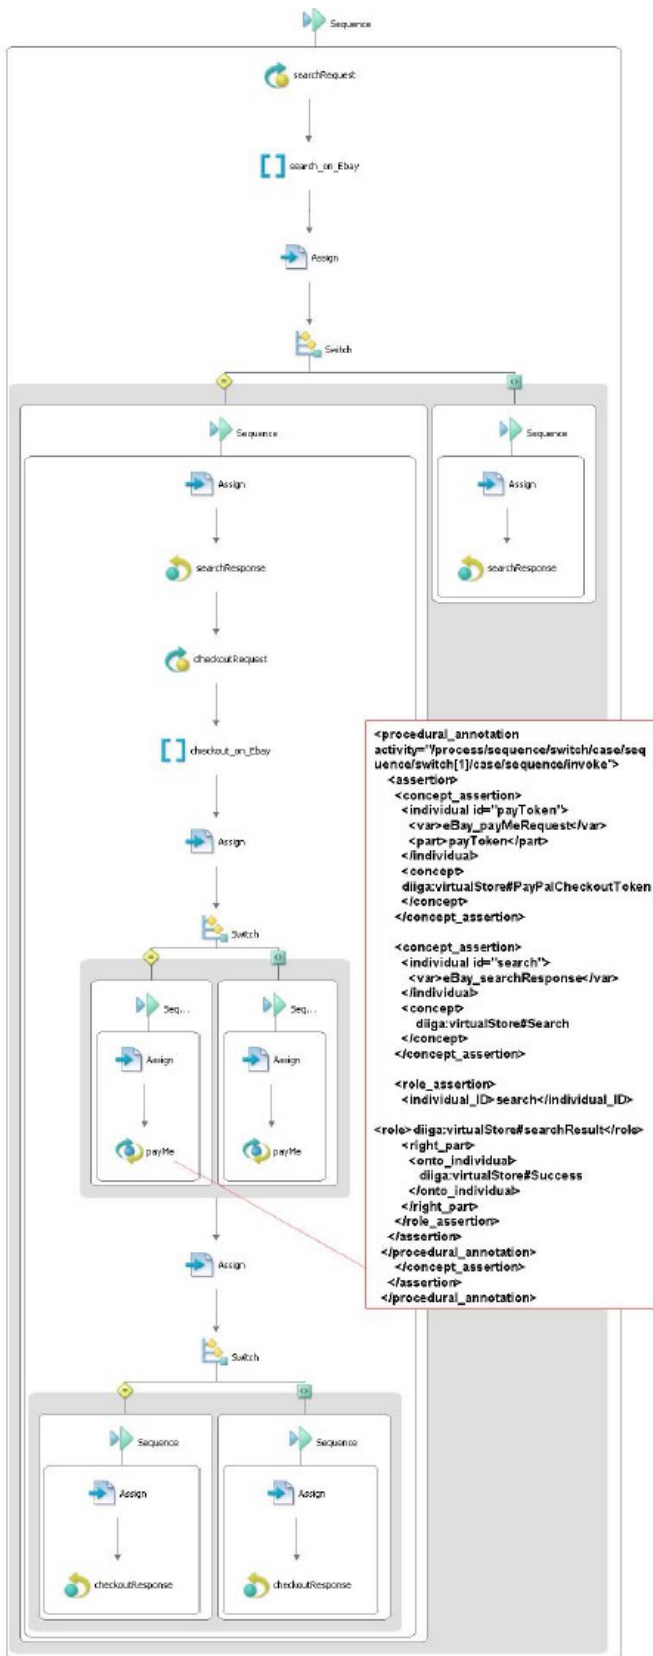 Sequence
searchRequest
search_on_Ebay
Assign
Switch
Sequence
Sequence
Assign
Assign
searchResponse
searchResponse
checkoutRequest
checkout_on_Ebay
Assign
Switch
Seq...
Seq...
Assign
Assign
payMe
payMe
Assign
Switch
Sequence
Sequence
Assign
Assign
checkoutResponse
checkoutResponse
<procedural_annotation
activity="/process/sequence/switch/case/seq
uence/switch[1]/case/sequence/invoke">
<assertion>
<concept_assertion>
<individual id="payToken">
<var>eBay_payMeRequest</var>
<part>payToken</part>
</individual>
<concept>
diiga:virtualStore#PayPalCheckoutToken
</concept>
</concept_assertion>
<concept_assertion>
<individual id="search">
<var>eBay_searchResponse</var>
</individual>
<concept>
diiga:virtualStore#Search
</concept>
</concept_assertion>
<role_assertion>
<individual_ID>search</individual_ID>
<role>diiga:virtualStore#searchResult</role>
<right_part>
<onto_individual>
diiga:virtualStore#Success
</onto_individual>
</right_part>
</role_assertion>
</assertion>
</procedural_annotation>
</concept_assertion>
</assertion>
</procedural_annotation>